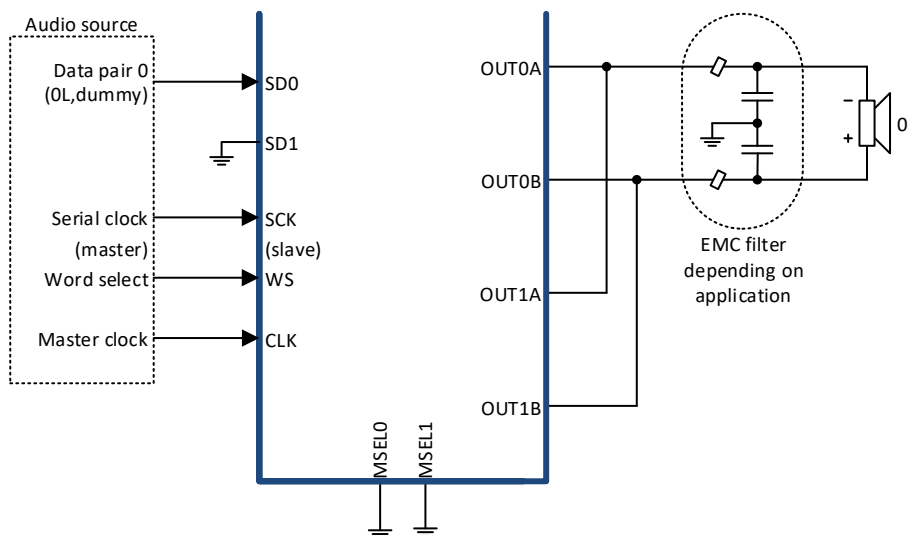 Audio source
Data pair 0
(0L,dummy)
Serial clock
(master)
Word select
Master clock
SD0
SD1
SCK
(slave)
WS
CLK
MSEL0
MSEL1
OUT0A
OUT0B
OUT1A
OUT1B
EMC filter
depending on
application
–
+
0